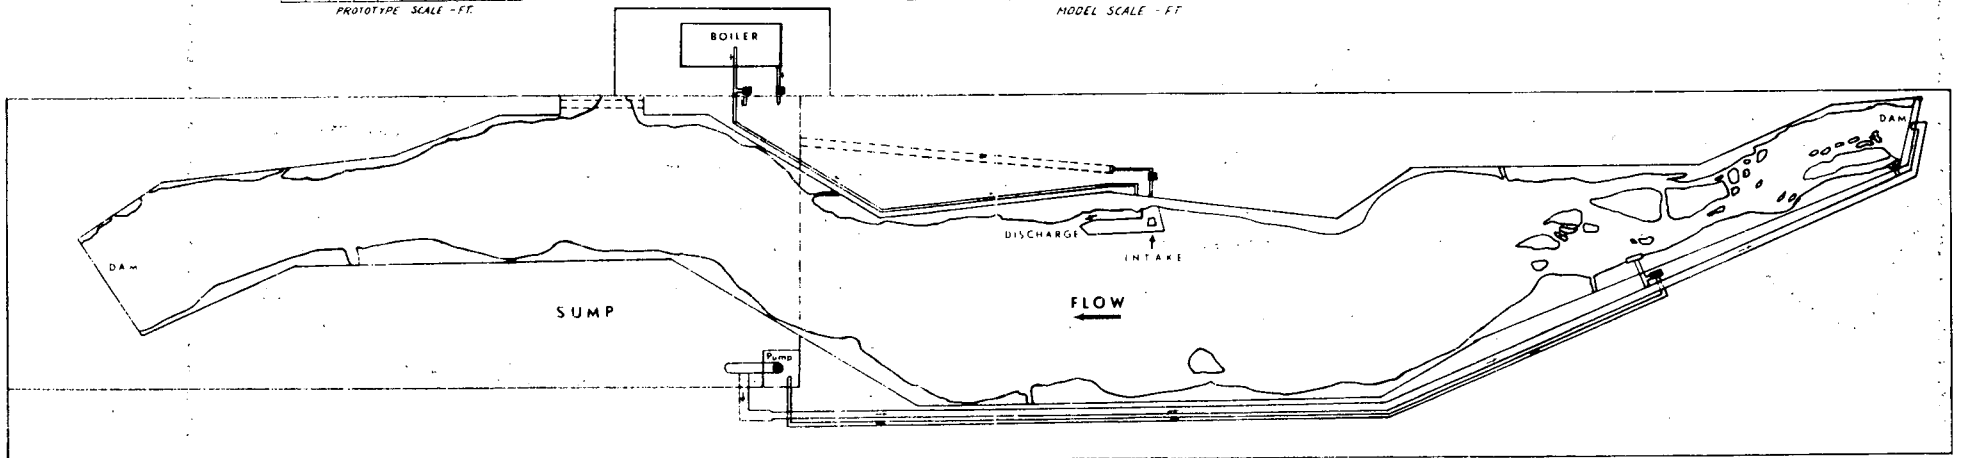 PROTOTYPE SCALE - FT.
MODEL SCALE - FT
BOILER
DAM
DISCHARGE
INTAKE
DAM
FLOW
SUMP
Pump